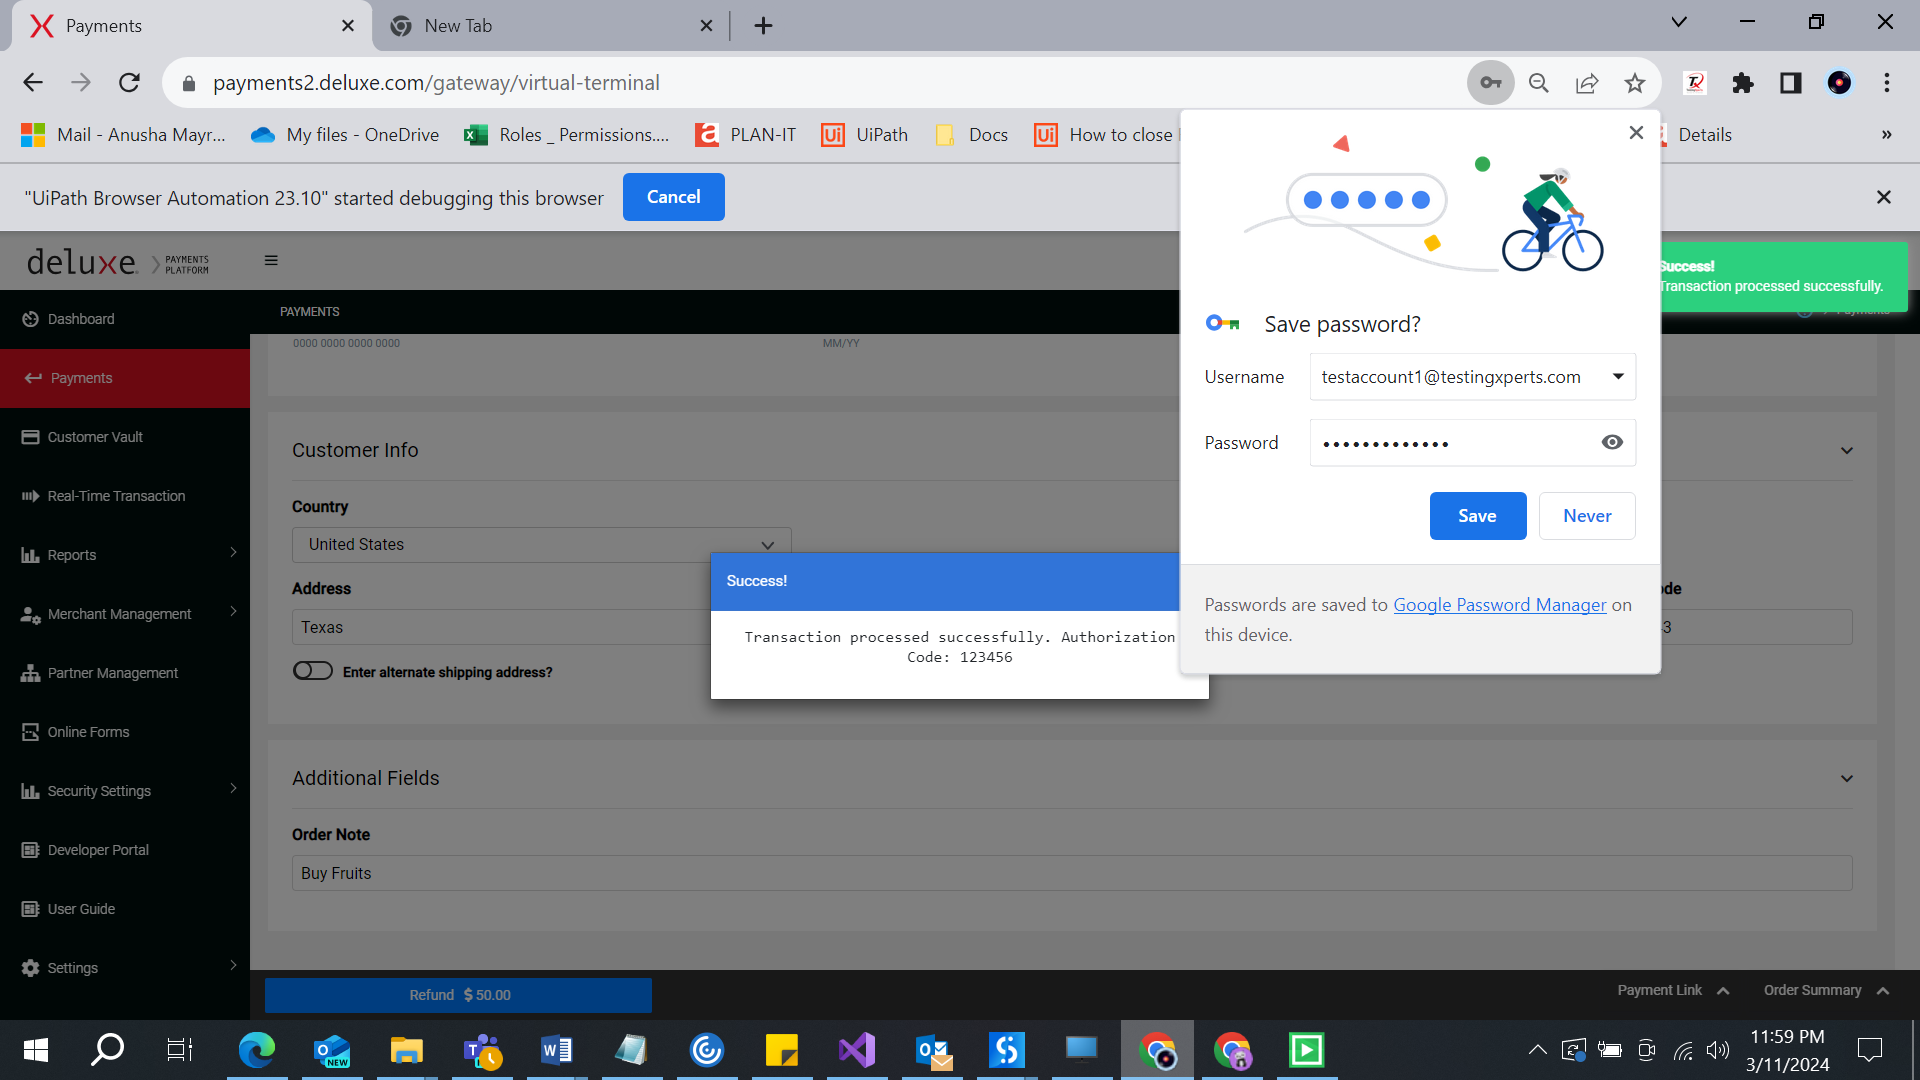 Payments
New Tab
payments2.deluxe.com/gateway/virtual-terminal
Mail - Anusha Mayr...
My files - OneDrive
Roles _ Permissions....
PLAN-IT
UiPath
Docs
How to close
Details
»
"UiPath Browser Automation 23.10" started debugging this browser
Cancel
deluxe. PAYMENTS PLATFORM
Success!
Transaction processed successfully.
Dashboard
Payments
Customer Vault
Real-Time Transaction
Reports
Merchant Management
Partner Management
Online Forms
Security Settings
Developer Portal
User Guide
Settings
PAYMENTS
Payments
0000 0000 0000 0000
MM/YY
Customer Info
Country
United States
Address
Texas
Enter alternate shipping address?
Success!
Transaction processed successfully. Authorization
Code: 123456
Save password?
Username
testaccount1@testingxperts.com
Password
•••••••••••••
Save
Never
Passwords are saved to Google Password Manager on
this device.
ode
3
Additional Fields
Order Note
Buy Fruits
Refund $ 50.00
Payment Link
Order Summary
NEW
11:59 PM
3/11/2024